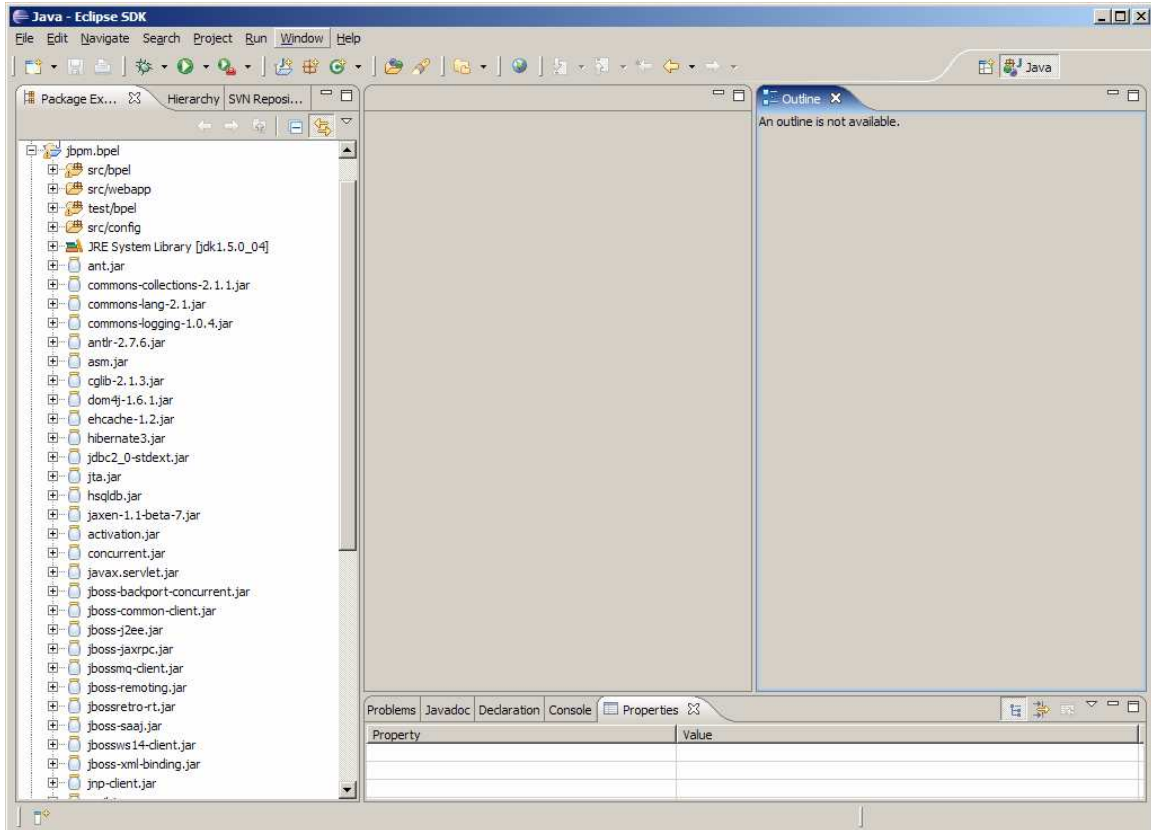 Java - Eclipse SDK
File Edit Navigate Search Project Run Window Help
Java
Package Ex... Hierarchy SVN Reposi...
Outline
An outline is not available.
jbpm.bpel
src/bpel
src/webapp
test/bpel
src/config
JRE System Library [jdk1.5.0_04]
ant.jar
commons-collections-2.1.1.jar
commons-lang-2.1.jar
commons-logging-1.0.4.jar
antlr-2.7.6.jar
asm.jar
cglib-2.1.3.jar
dom4j-1.6.1.jar
ehcache-1.2.jar
hibernate3.jar
jdbc2_0-stdext.jar
jta.jar
hsqldb.jar
jaxen-1.1-beta-7.jar
activation.jar
concurrent.jar
javax.servlet.jar
jboss-backport-concurrent.jar
jboss-common-client.jar
jboss-j2ee.jar
jboss-jaxrpc.jar
jbossmq-client.jar
jboss-remoting.jar
jbossretro-rt.jar
jboss-saaj.jar
jbossws14-client.jar
jboss-xml-binding.jar
jnp-client.jar
Problems Javadoc Declaration Console Properties
Property Value